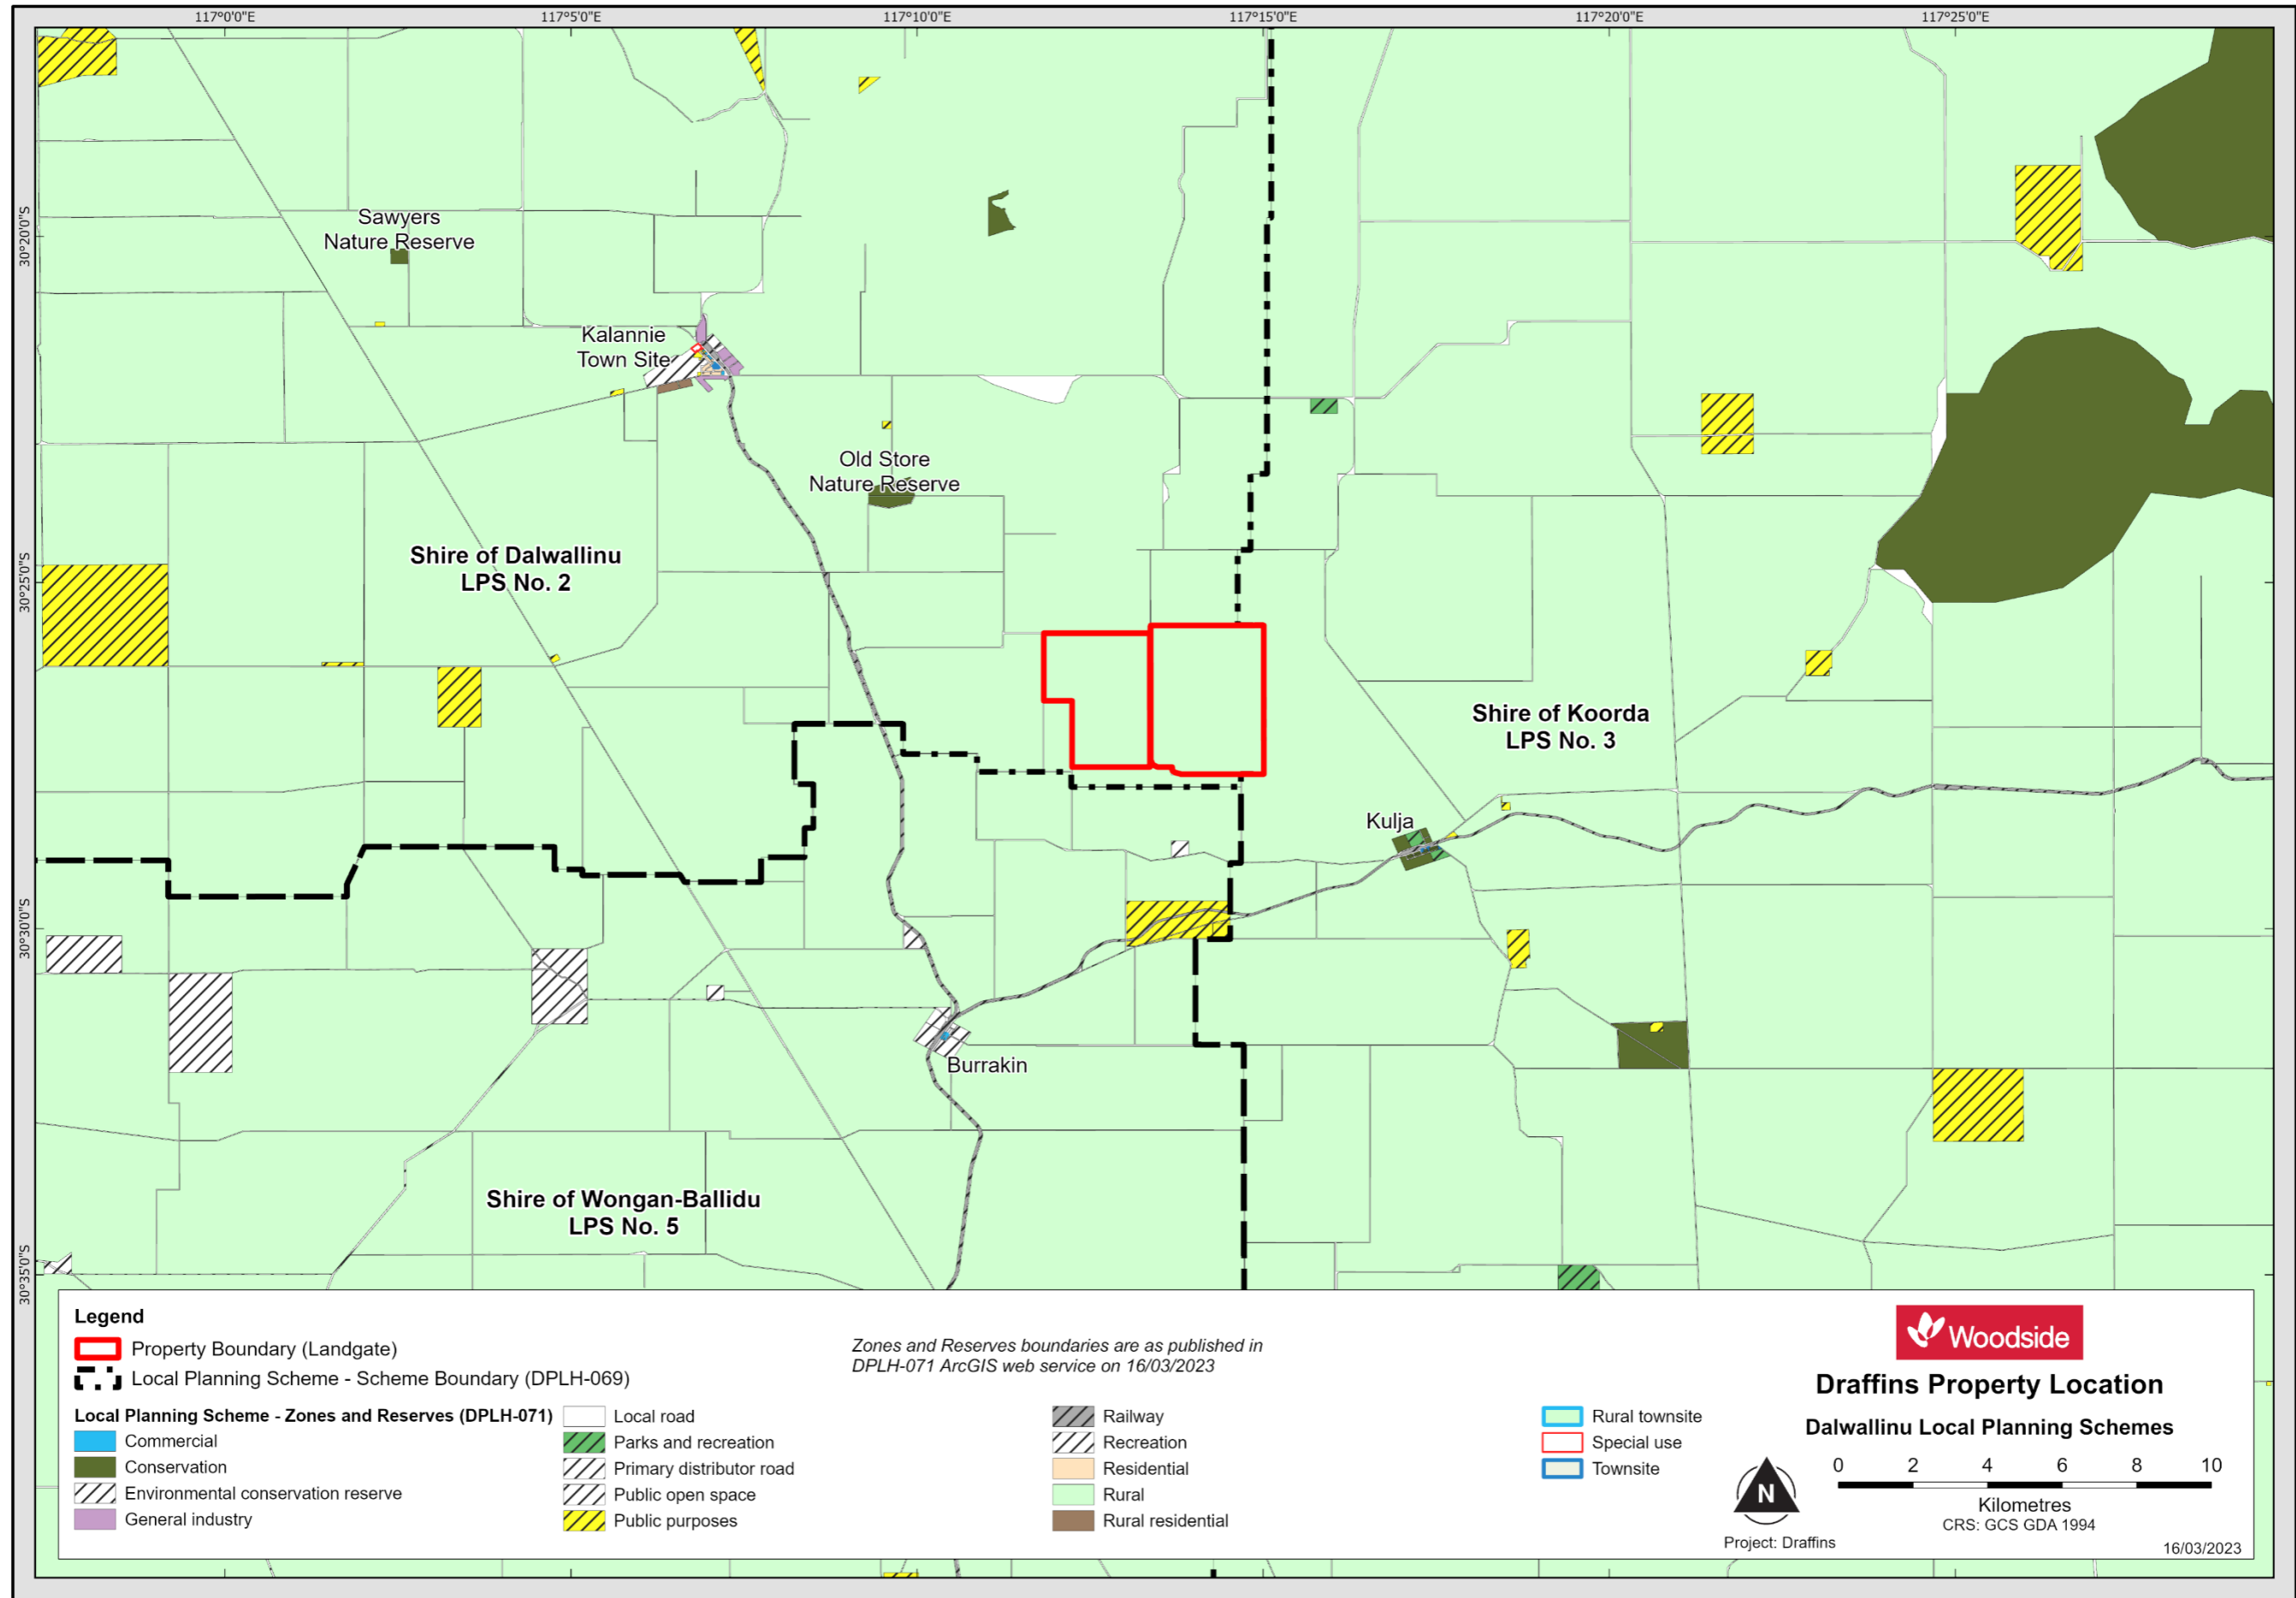 117°0'0"E
117°5'0"E
117°10'0"E
117°15'0"E
117°20'0"E
117°25'0"E
30°20'0"S
30°25'0"S
30°30'0"S
30°35'0"S
Sawyers
Nature Reserve
Kalannie
Town Site
Old Store
Nature Reserve
Shire of Dalwallinu
LPS No. 2
Shire of Koorda
LPS No. 3
Kulja
Burrakin
Shire of Wongan-Ballidu
LPS No. 5
Legend
Property Boundary (Landgate)
Local Planning Scheme - Scheme Boundary (DPLH-069)
Local Planning Scheme - Zones and Reserves (DPLH-071)
Commercial
Conservation
Environmental conservation reserve
General industry
Local road
Parks and recreation
Primary distributor road
Public open space
Public purposes
Zones and Reserves boundaries are as published in
DPLH-071 ArcGIS web service on 16/03/2023
Railway
Recreation
Residential
Rural
Rural residential
Rural townsite
Special use
Townsite
Woodside
Draffins Property Location
Dalwallinu Local Planning Schemes
N
Project: Draffins
0 2 4 6 8 10
Kilometres
CRS: GCS GDA 1994
16/03/2023